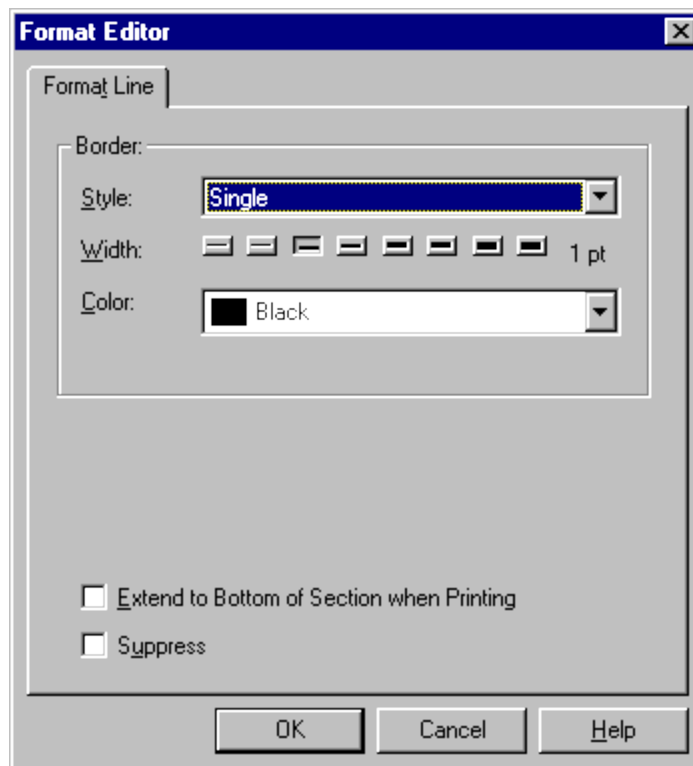 Format Editor
Format Line
Border:
Style:
Single
Width:
1 pt
Color:
Black
Extend to Bottom of Section when Printing
Suppress
OK
Cancel
Help